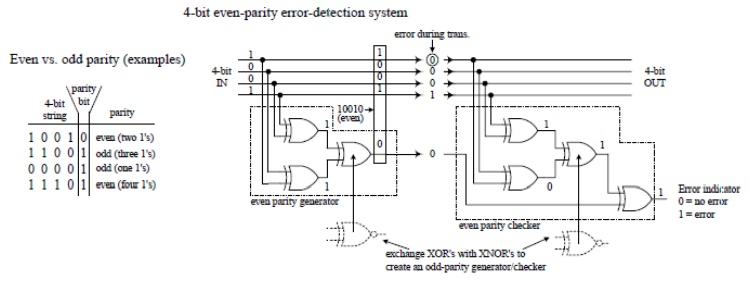 4-bit even-parity error-detection system
Even vs. odd parity (examples)
4-bit string
parity bit
parity
1 0 0 1 0 even (two 1's)
1 1 0 0 1 odd (three 1's)
0 0 0 0 1 odd (one 1's)
1 1 1 0 1 even (four 1's)
4-bit IN
1
0
0
1
1
0
0
1
error during trans.
0
0
0
1
4-bit OUT
10010
(even)
1
1
0
0
even parity generator
1
0
1
1
even parity checker
Error indicator
0 = no error
1 = error
exchange XOR's with XNOR's to
create an odd-parity generator/checker